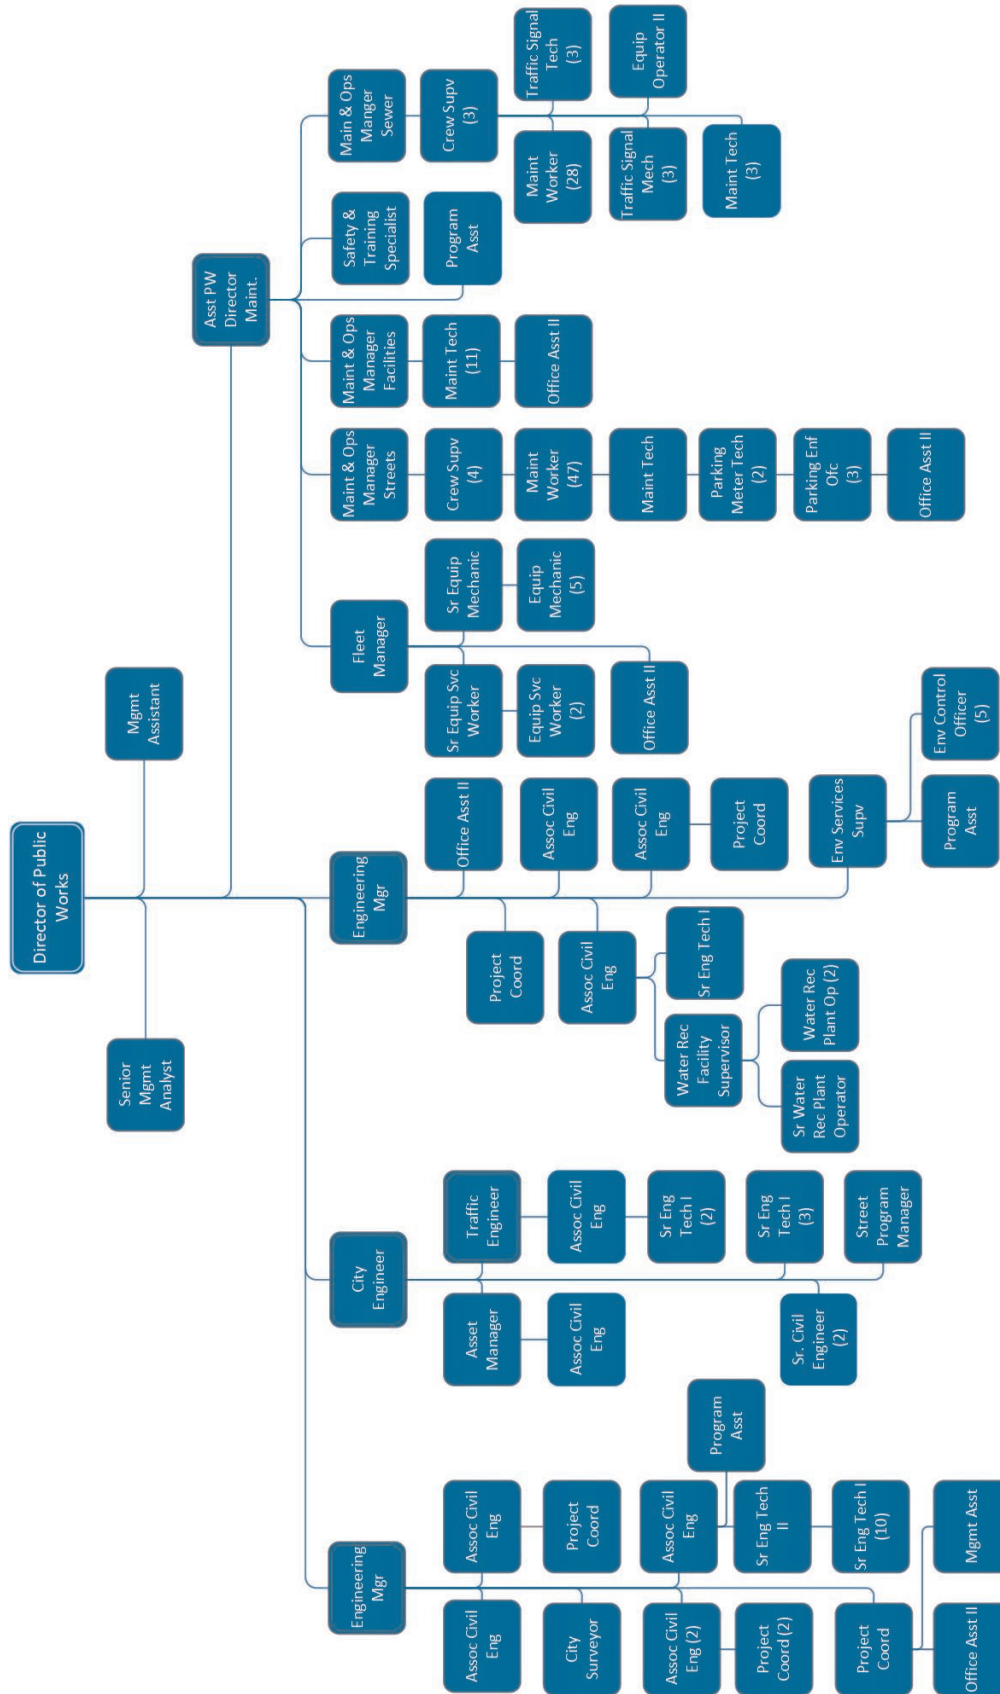 Director of Public
Works
Senior
Mgmt
Analyst
Mgmt
Assistant
Engineering
Mgr
Assoc Civil
Eng
Assoc Civil
Eng
Project
Coord
City
Surveyor
Assoc Civil
Eng (2)
Project
Coord (2)
Assoc Civil
Eng
Program
Asst
Sr Eng Tech
II
Sr Eng Tech I
(10)
Project
Coord
Office Asst II
Mgmt Asst
City
Engineer
Asset
Manager
Assoc Civil
Eng
Traffic
Engineer
Assoc Civil
Eng
Sr Eng
Tech I
(2)
Sr Eng
Tech I
(3)
Sr. Civil
Engineer
(2)
Street
Program
Manager
Engineering
Mgr
Office Asst II
Project
Coord
Assoc Civil
Eng
Assoc Civil
Eng
Water Rec
Facility
Supervisor
Sr Eng Tech I
Sr Water
Rec Plant
Operator
Water Rec
Plant Op (2)
Assoc Civil
Eng
Project
Coord
Env Services
Supv
Program
Asst
Env Control
Officer
(5)
Asst PW
Director
Maint.
Fleet
Manager
Sr Equip Svc
Worker
Equip Svc
Worker
(2)
Sr Equip
Mechanic
Equip
Mechanic
(5)
Office Asst II
Maint & Ops
Manager
Streets
Crew Supv
(4)
Maint
Worker
(47)
Maint Tech
Parking
Meter Tech
(2)
Parking Enf
Ofc
(3)
Office Asst II
Maint & Ops
Manager
Facilities
Maint Tech
(11)
Office Asst II
Safety &
Training
Specialist
Program
Asst
Main & Ops
Manger
Sewer
Crew Supv
(3)
Maint
Worker
(28)
Traffic Signal
Tech
(3)
Traffic Signal
Mech
(3)
Equip
Operator II
Maint Tech
(3)